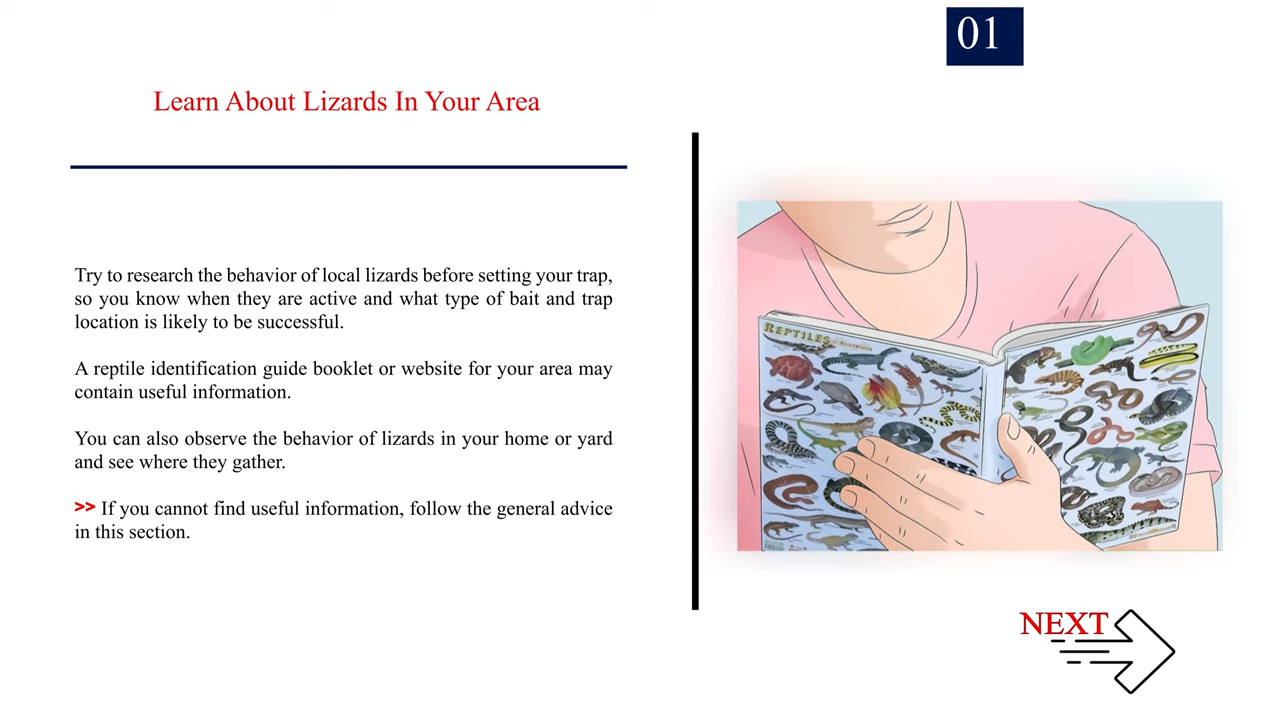 01
Learn About Lizards In Your Area
Try to research the behavior of local lizards before setting your trap,
so you know when they are active and what type of bait and trap
location is likely to be successful.
A reptile identification guide booklet or website for your area may
contain useful information.
You can also observe the behavior of lizards in your home or yard
and see where they gather.
>> If you cannot find useful information, follow the general advice
in this section.
REPTILES
NEXT